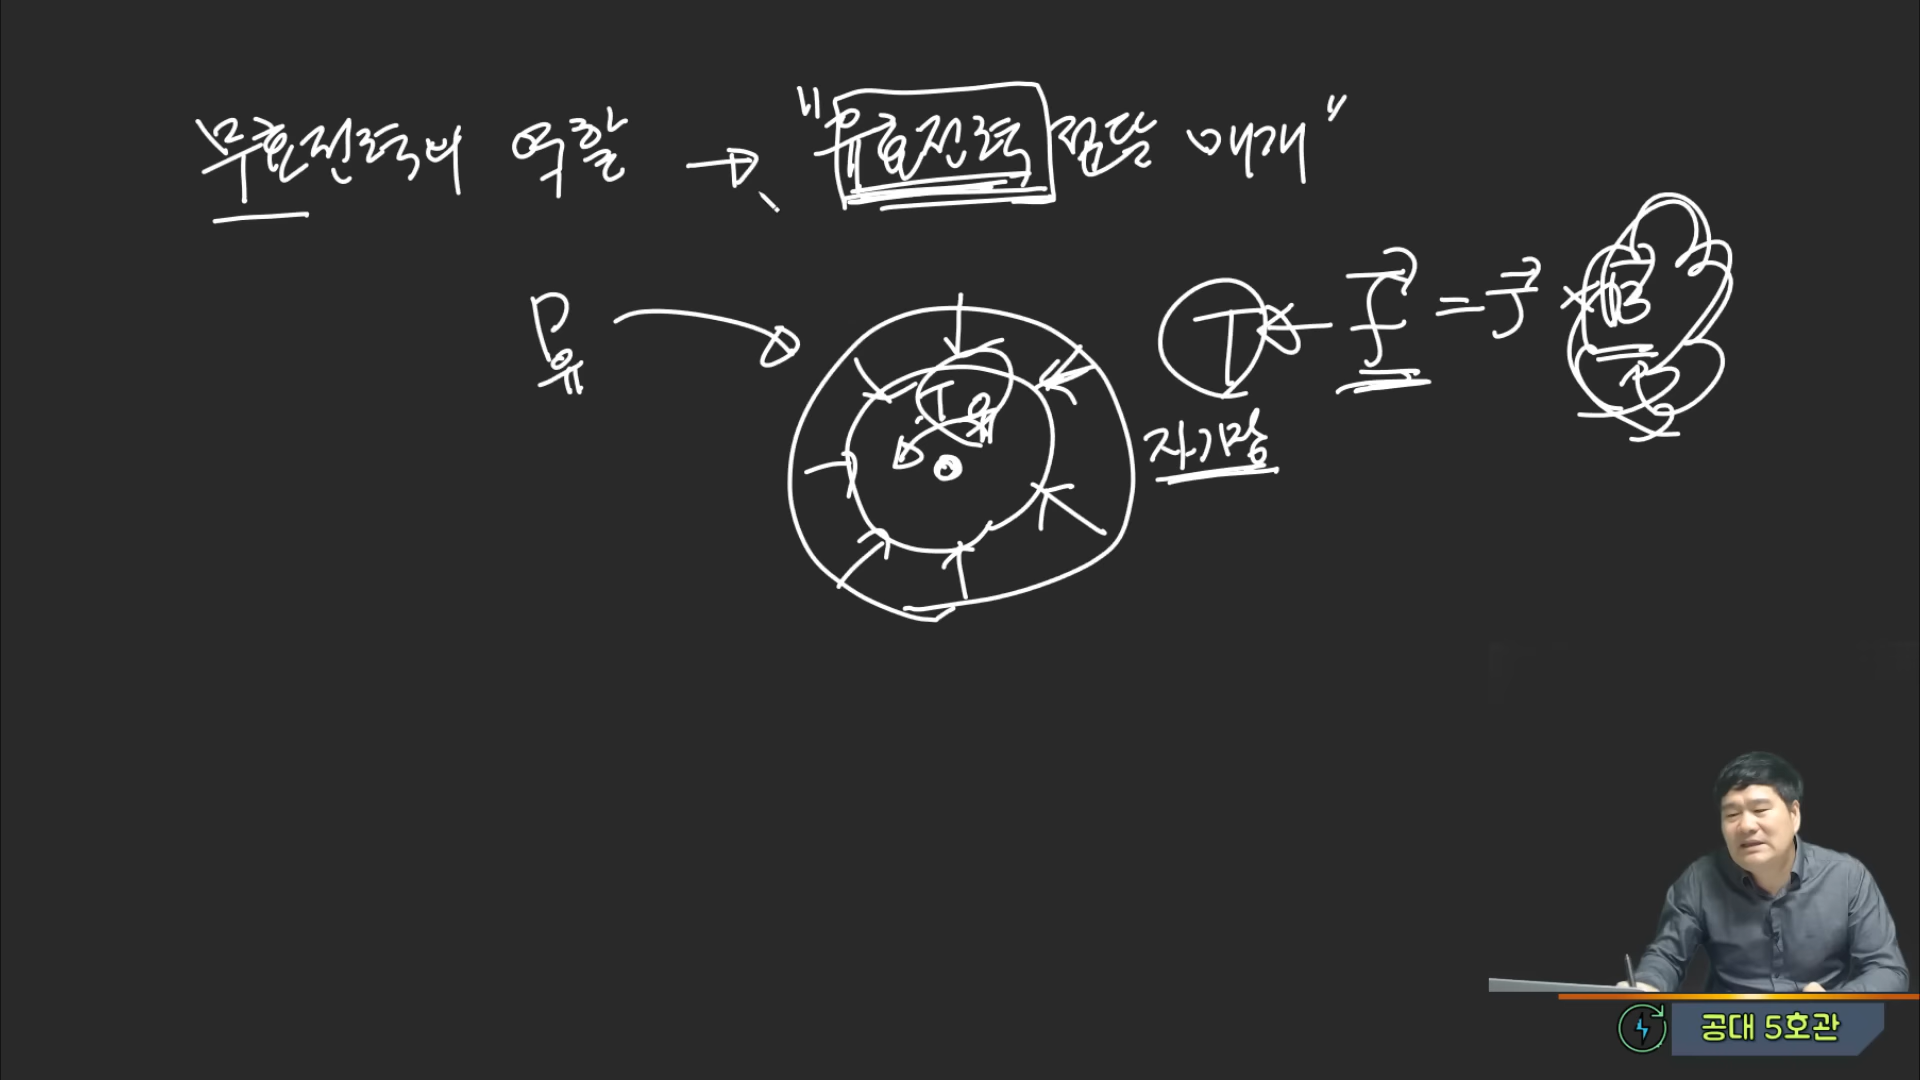 무효전력의 역할 → "유효전력 전달 매개"
P유
T ← f = J × B
T 유
B
자기장
공대 5호관